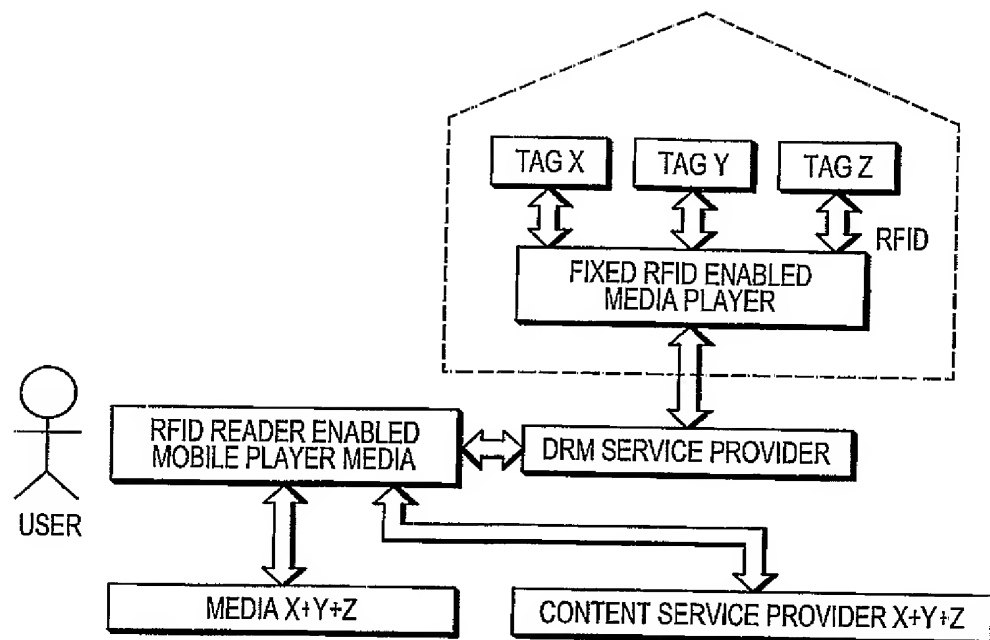 TAG X
TAG Y
TAG Z
RFID
FIXED RFID ENABLED
MEDIA PLAYER
RFID READER ENABLED
MOBILE PLAYER MEDIA
DRM SERVICE PROVIDER
USER
MEDIA X+Y+Z
CONTENT SERVICE PROVIDER X+Y+Z